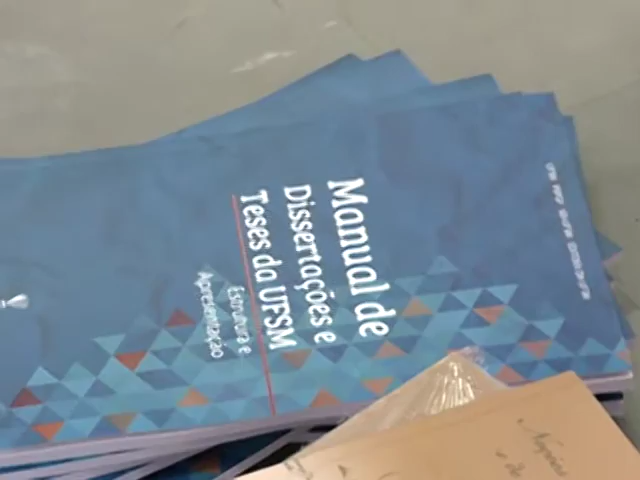 Manual de
Dissertações e
Teses da UFSM
Estrutura e
Apresentação